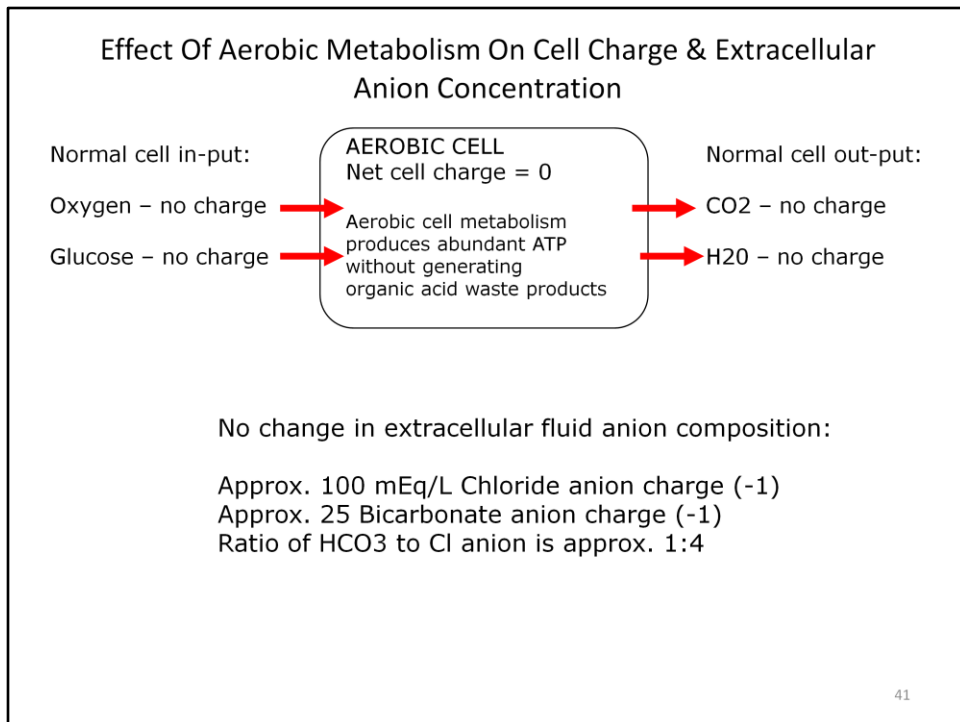 Effect Of Aerobic Metabolism On Cell Charge & Extracellular
Anion Concentration
Normal cell in-put:
Oxygen – no charge
Glucose – no charge
AEROBIC CELL
Net cell charge = 0
Aerobic cell metabolism
produces abundant ATP
without generating
organic acid waste products
Normal cell out-put:
CO2 – no charge
H20 – no charge
No change in extracellular fluid anion composition:
Approx. 100 mEq/L Chloride anion charge (-1)
Approx. 25 Bicarbonate anion charge (-1)
Ratio of HCO3 to Cl anion is approx. 1:4
41